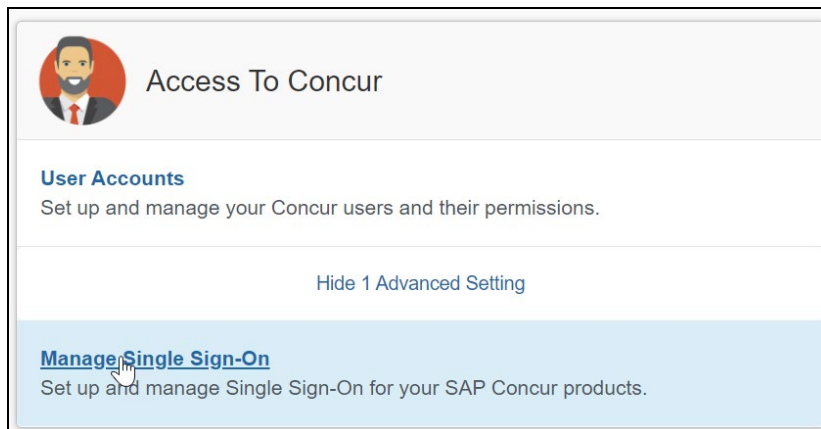 Access To Concur
User Accounts
Set up and manage your Concur users and their permissions.
Hide 1 Advanced Setting
Manage Single Sign-On
Set up and manage Single Sign-On for your SAP Concur products.